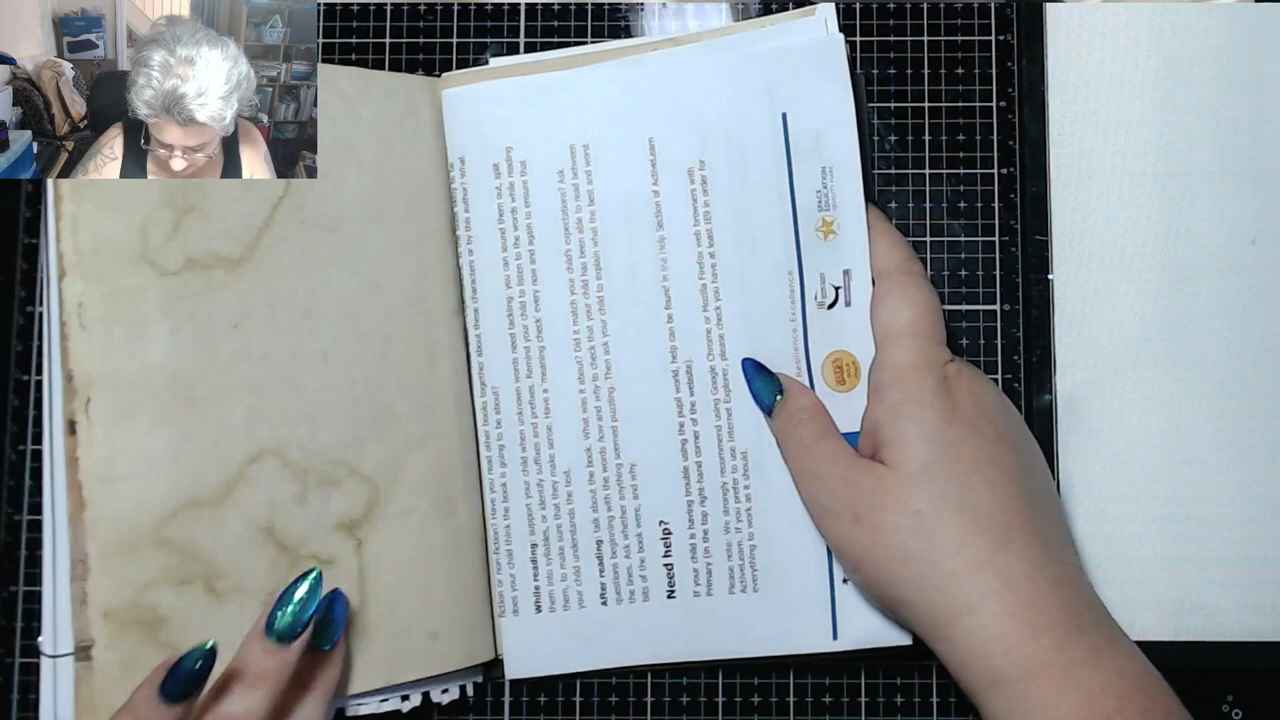 fiction or non-fiction? Have you read other books together about these characters or by this author? What
does your child think the book is going to be about?
While reading: support your child when unknown words need tackling: you can sound them out, split
them into syllables, or identify suffixes and prefixes. Remind your child to listen to the words while reading
them, to make sure that they make sense. Have a 'meaning check' every now and again to ensure that
your child understands the text.
After reading: talk about the book. What was it about? Did it match your child's expectations? Ask
questions beginning with the words how and why to check that your child has been able to read between
the lines. Ask whether anything seemed puzzling. Then ask your child to explain what the best and worst
bits of the book were, and why.
Need help?
If your child is having trouble using the pupil world, help can be found in the Help Section of ActiveLearn
Primary (in the top right-hand corner of the website).
Please note: We strongly recommend using Google Chrome or Mozilla Firefox web browsers with
ActiveLearn. If you prefer to use Internet Explorer, please check you have at least IE9 in order for
everything to work as it should.
Resilience, Excellence
SPACE
EDUCATION
QUALITY MARK